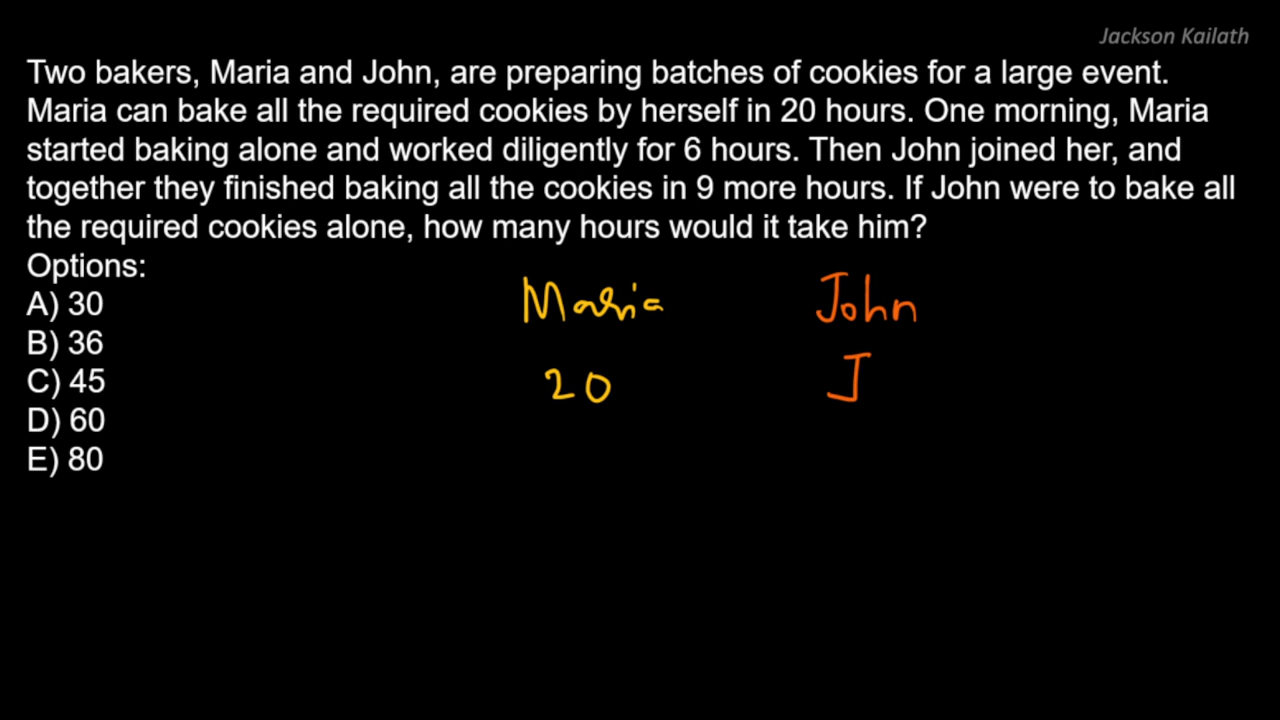 Jackson Kailath
Two bakers, Maria and John, are preparing batches of cookies for a large event.
Maria can bake all the required cookies by herself in 20 hours. One morning, Maria
started baking alone and worked diligently for 6 hours. Then John joined her, and
together they finished baking all the cookies in 9 more hours. If John were to bake all
the required cookies alone, how many hours would it take him?
Options:
A) 30
Maria John
B) 36
C) 45
20 J
D) 60
E) 80